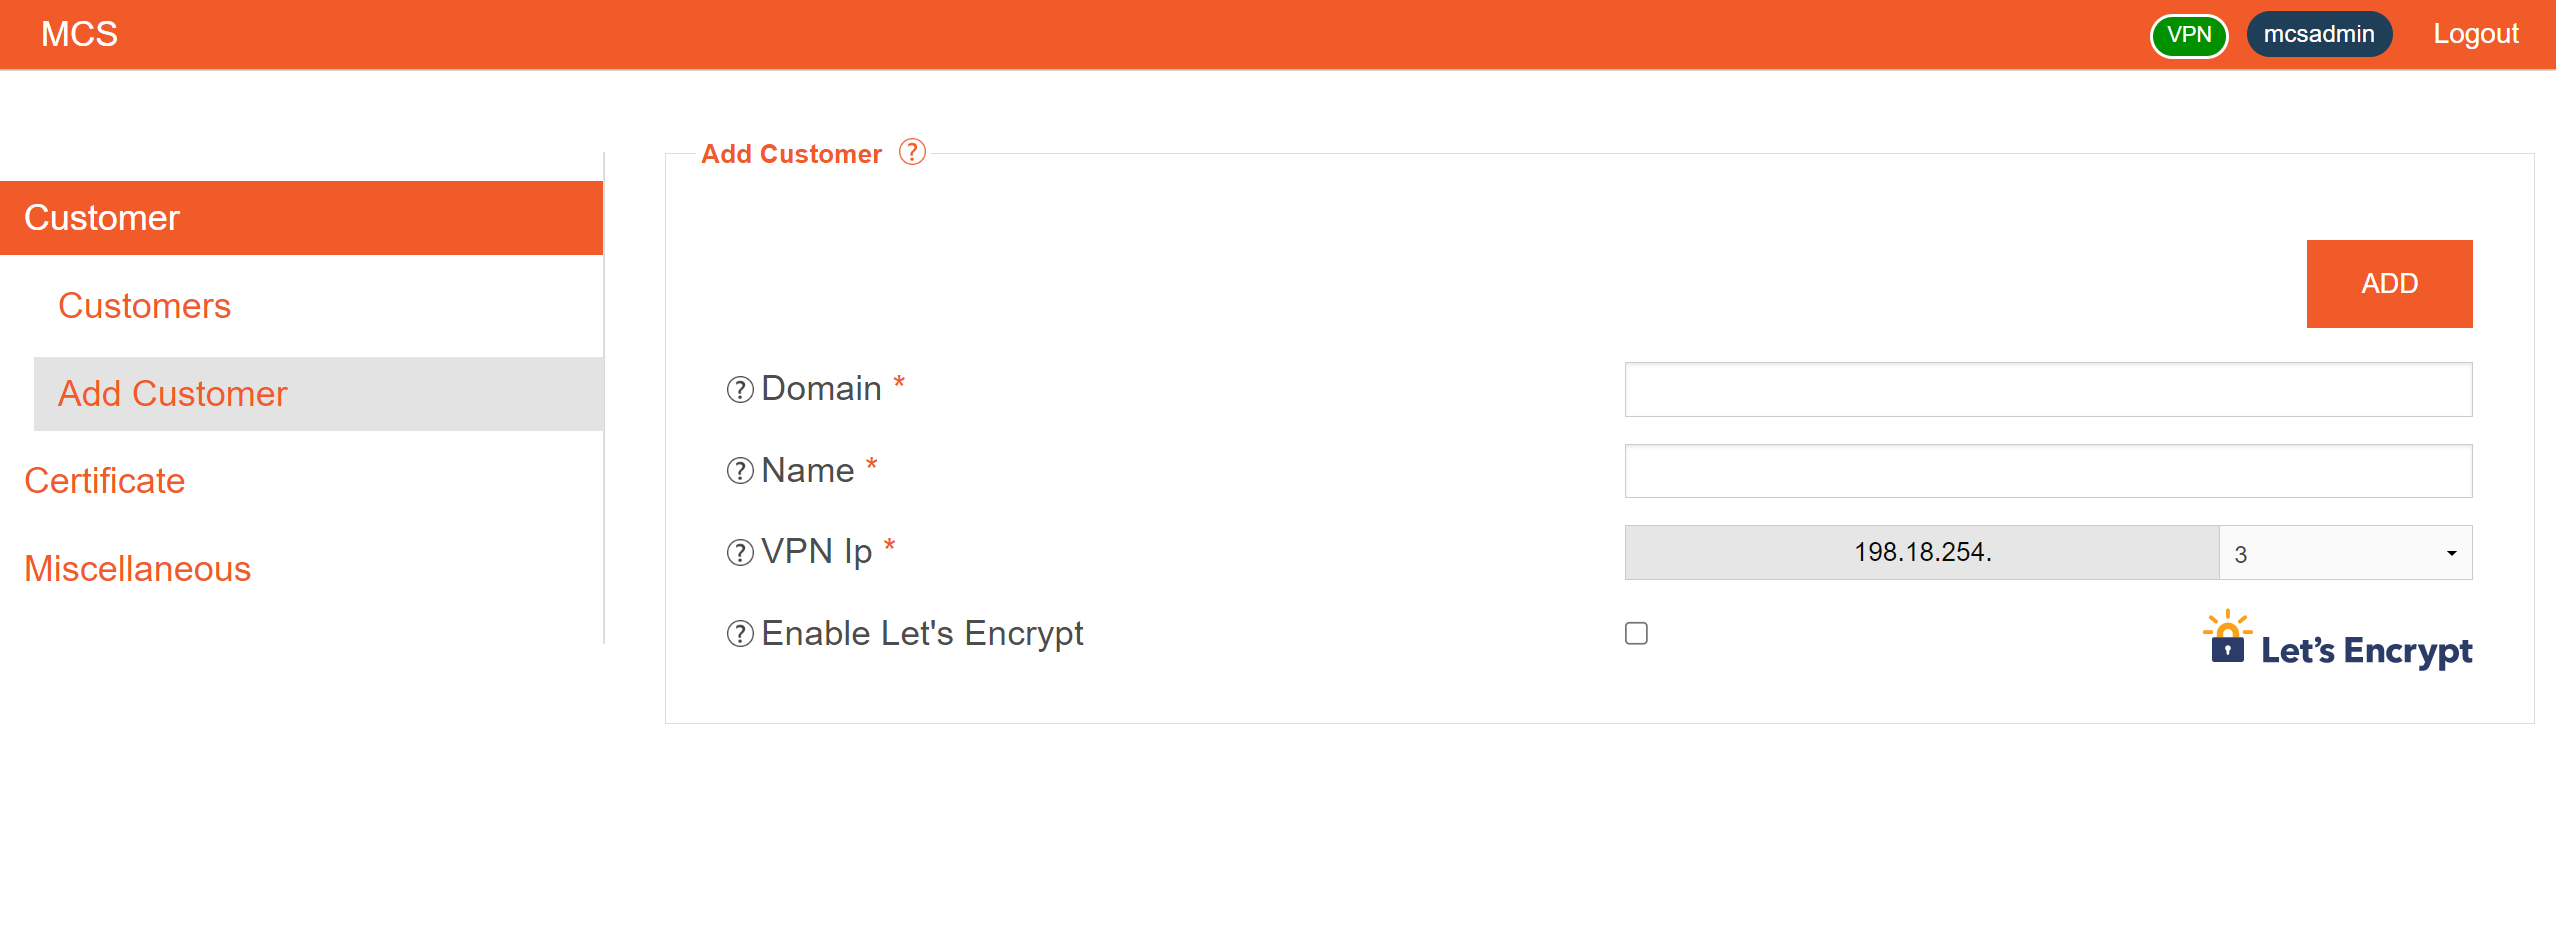 MCS
VPN
mcsadmin
Logout
Customer
Customers
Add Customer
Certificate
Miscellaneous
Add Customer ?
ADD
? Domain *
? Name *
? VPN Ip *
198.18.254.
3
? Enable Let's Encrypt
Let's Encrypt